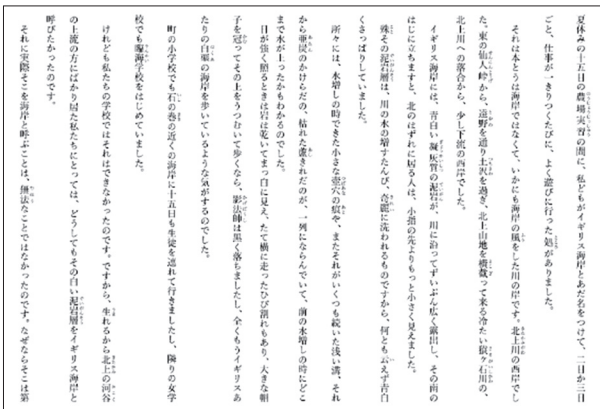 夏休みの十五日の農場実習の間に、私どもがイギリス海岸とあだ名をつけて、二日か三日
ごと、仕事が一きりつくたびに、よく遊びに行った処がありました。
それは本とうは海岸ではなくて、いかにも海岸の風をした川の岸です。北上川の西岸でし
た。東の仙人峠から、遠野を通り土沢を過ぎ、北上山地を横截って来る冷たい猿ヶ石川の、
北上川への落合から、少し下流の西岸でした。
イギリス海岸には、青白い凝灰質の泥岩が、川に沿ってずいぶん広く露出し、その南の
はじに立ちますと、北のはずれに居る人は、小指の先よりもっと小さく見えました。
殊にその泥岩層は、川の水の増すたんび、奇麗に洗われるものですから、何とも云えず青白
くさっぱりしていました。
所々には、水増しの時できた小さな壺穴の痕や、またそれがいくつも続いた浅い溝、それ
から亜炭のかけらだの、枯れた蘆きれだのが、一列にならんでいて、前の水増しの時にどこ
まで水が上ったかもわかるのでした。
日が強く照るときは岩は乾いてまっ白に見え、たて横に走ったひび割れもあり、大きな帽
子を冠ってその上をうつむいて歩くなら、影法師は黒く落ちましたし、全くもうイギリスあ
たりの白堊の海岸を歩いているような気がするのでした。
町の小学校でも石の巻の近くの海岸に十五日も生徒を連れて行きましたし、隣りの女学
校でも臨海学校をはじめていました。
けれども私たちの学校ではそれはできなかったのです。ですから、生れるから北上の河谷
の上流の方にばかり居た私たちにとっては、どうしてもその白い泥岩層をイギリス海岸と
呼びたかったのです。
それに実際そこを海岸と呼ぶことは、無法なことではなかったのです。なぜならそこは第